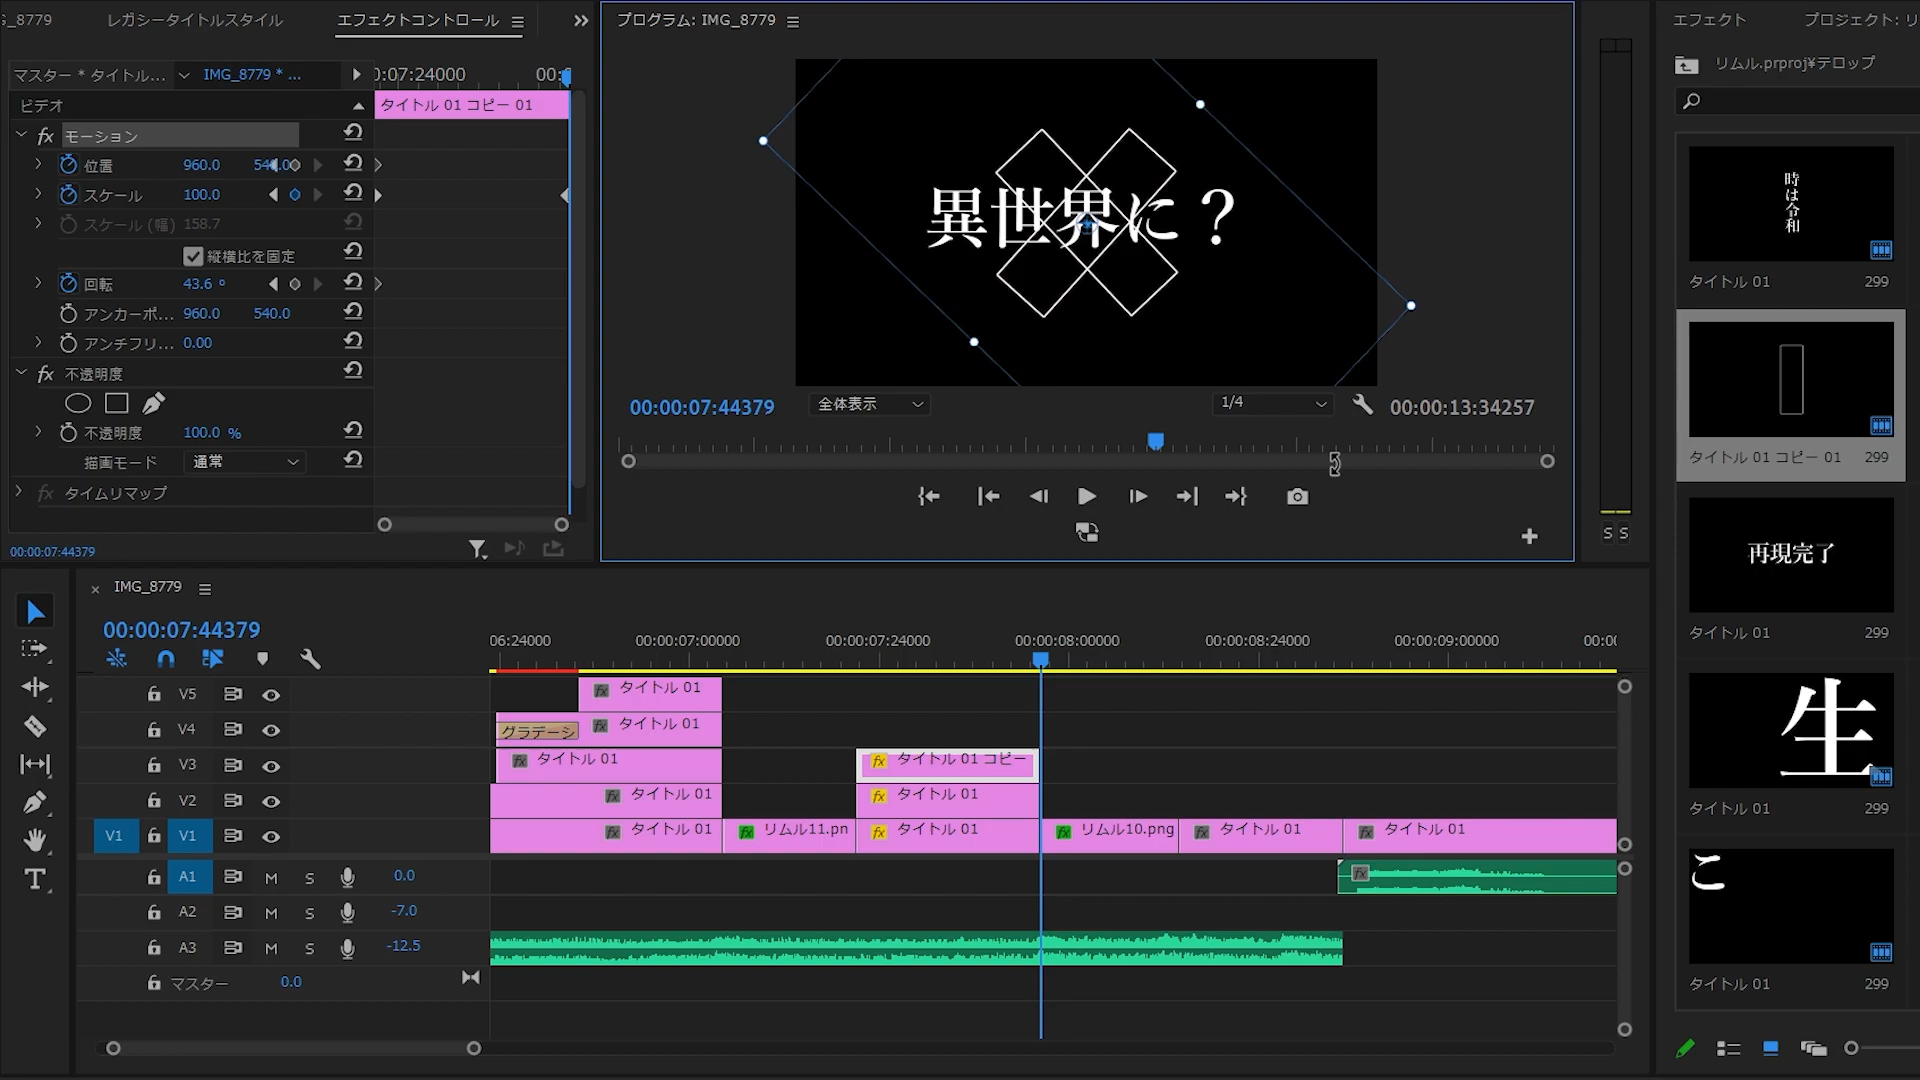 5_8779
レガシータイトルスタイル
エフェクトコントロール
プログラム: IMG_8779
エフェクト
プロジェクト: リ
マスター * タイトル...
IMG_8779 * ...
0:07:24000
00:
リムル.prproj¥テロップ
ビデオ
タイトル 01 コピー 01
fx モーション
位置 960.0 540.0
スケール 100.0
スケール (幅) 158.7
縦横比を固定
回転 43.6 º
アンカーポ... 960.0 540.0
アンチフリ... 0.00
fx 不透明度
不透明度 100.0 %
描画モード 通常
fx タイムリマップ
00:00:07:44379
異世界に？
00:00:07:44379
全体表示
1/4
00:00:13:34257
S S
時は令和
タイトル 01 299
タイトル 01 コピー 01 299
再現完了
タイトル 01 299
生
タイトル 01 299
こ
タイトル 01 299
× IMG_8779
00:00:07:44379
06:24000
00:00:07:00000
00:00:07:24000
00:00:08:00000
00:00:08:24000
00:00:09:00000
00:0
V5
fx タイトル 01
V4
グラデーシ
fx タイトル 01
V3
fx タイトル 01
fx タイトル 01 コピー
V2
fx タイトル 01
fx タイトル 01
V1 V1
fx タイトル 01
fx リムル11.pn
fx タイトル 01
fx リムル10.png
fx タイトル 01
fx タイトル 01
A1 M S 0.0
fx
A2 M S -7.0
A3 M S -12.5
マスター 0.0